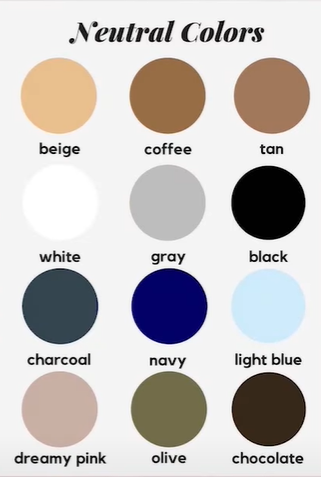 Neutral Colors
beige coffee tan
white gray black
charcoal navy light blue
dreamy pink olive chocolate